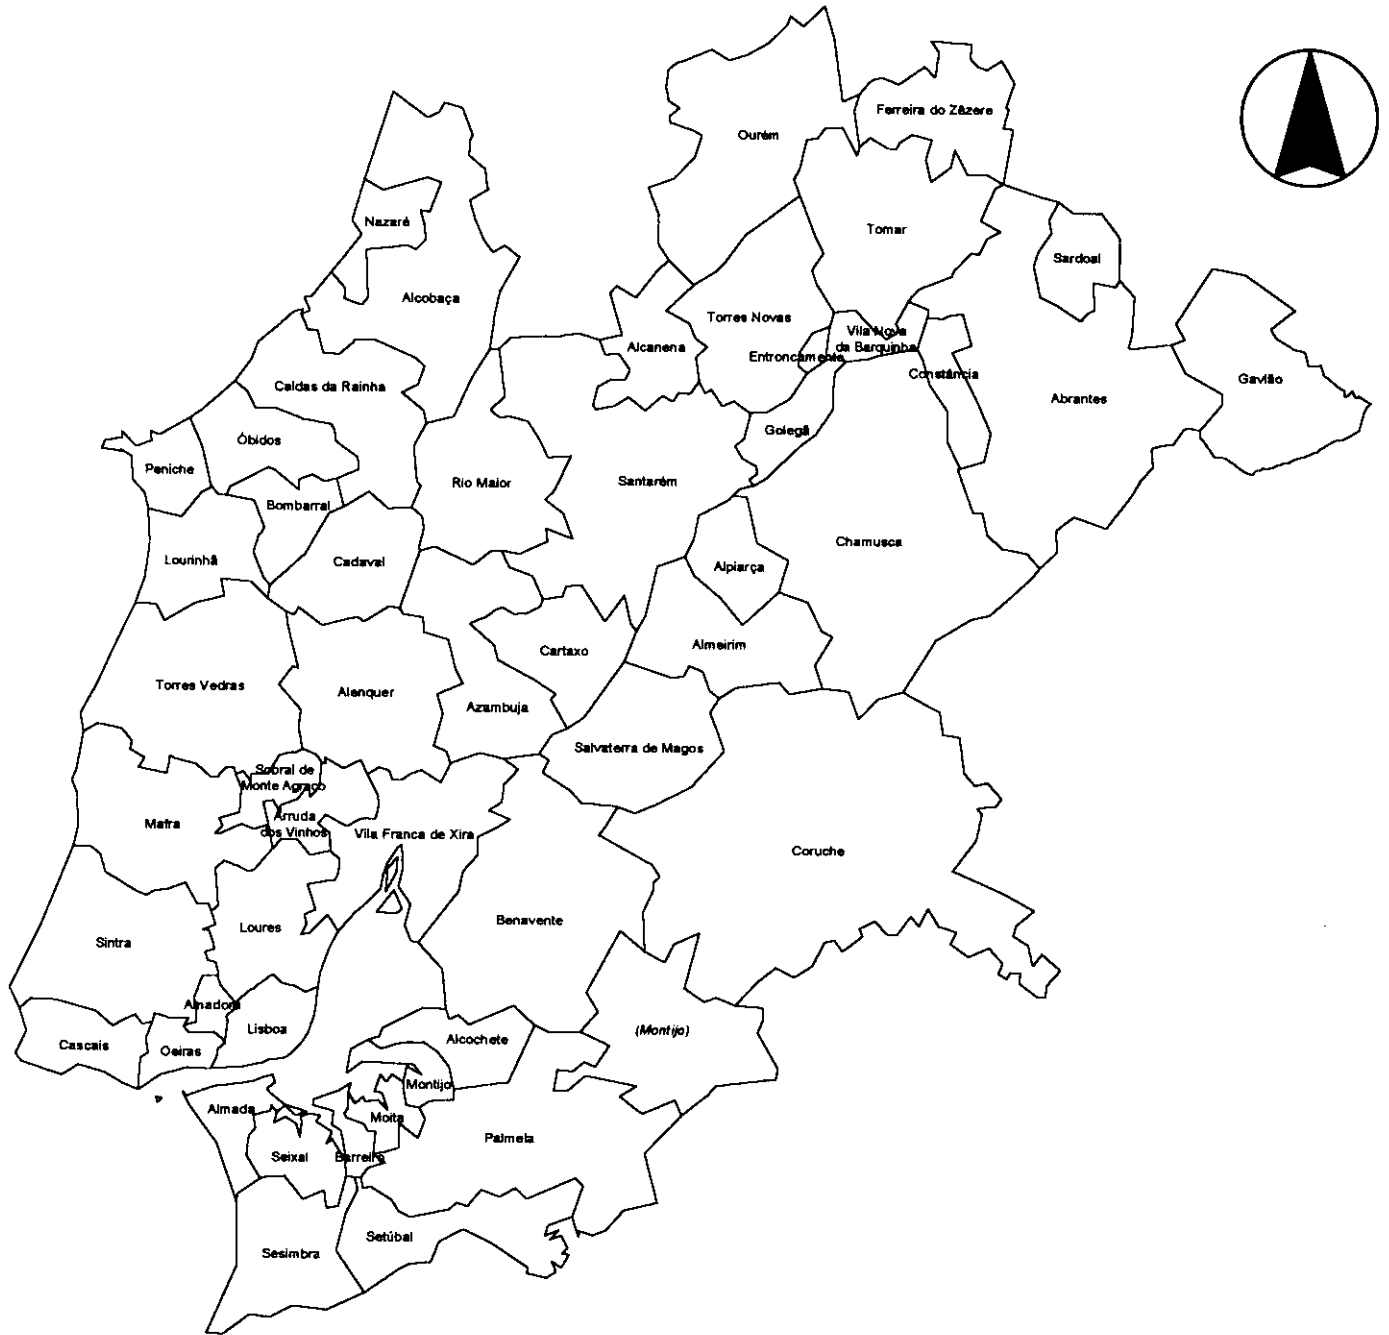 Ferreira do Zêzere
Ourém
Nazaré
Tomar
Sardoal
Alcobaça
Torres Novas
Alcanena
Vila Nova
da Barquinha
Entroncamento
Constância
Gavião
Caldas da Rainha
Abrantes
Óbidos
Golegã
Peniche
Rio Maior
Santarém
Bombarral
Chamusca
Lourinhã
Cadaval
Alpiarça
Almeirim
Cartaxo
Torres Vedras
Alenquer
Azambuja
Salvaterra de Magos
Sobral de
Monte Agraço
Mafra
Arruda
dos Vinhos
Vila Franca de Xira
Coruche
Benavente
Loures
Sintra
Amadora
Lisboa
(Montijo)
Cascais
Oeiras
Alcochete
Montijo
Almada
Moita
Palmela
Seixal
Barreiro
Setúbal
Sesimbra